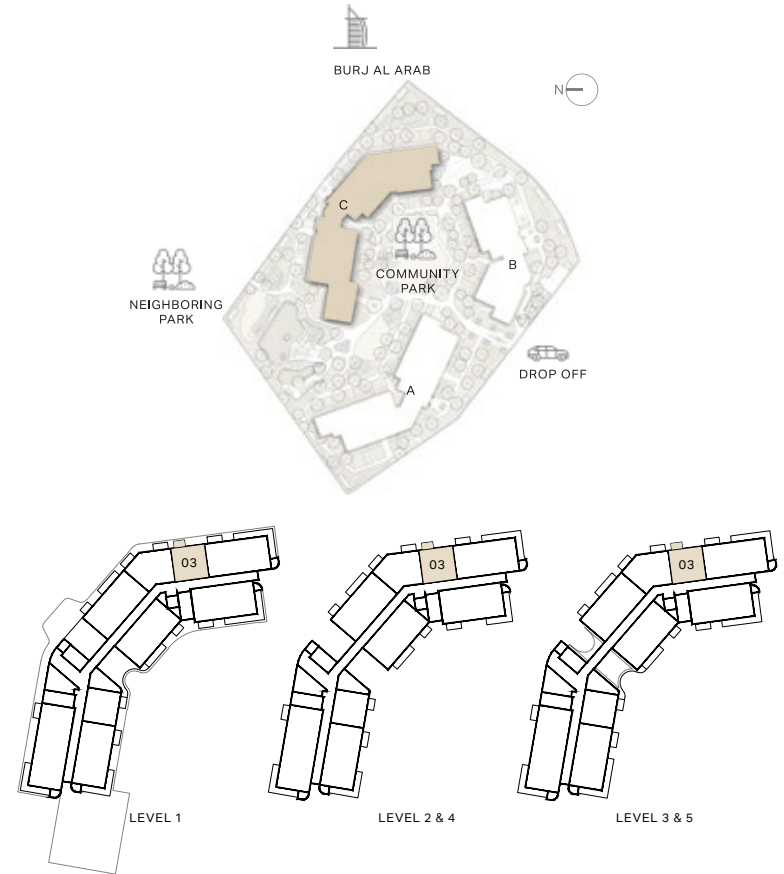 BURJ AL ARAB
N
C
B
COMMUNITY
PARK
NEIGHBORING
PARK
DROP OFF
A
03
03
03
LEVEL 1
LEVEL 2 & 4
LEVEL 3 & 5